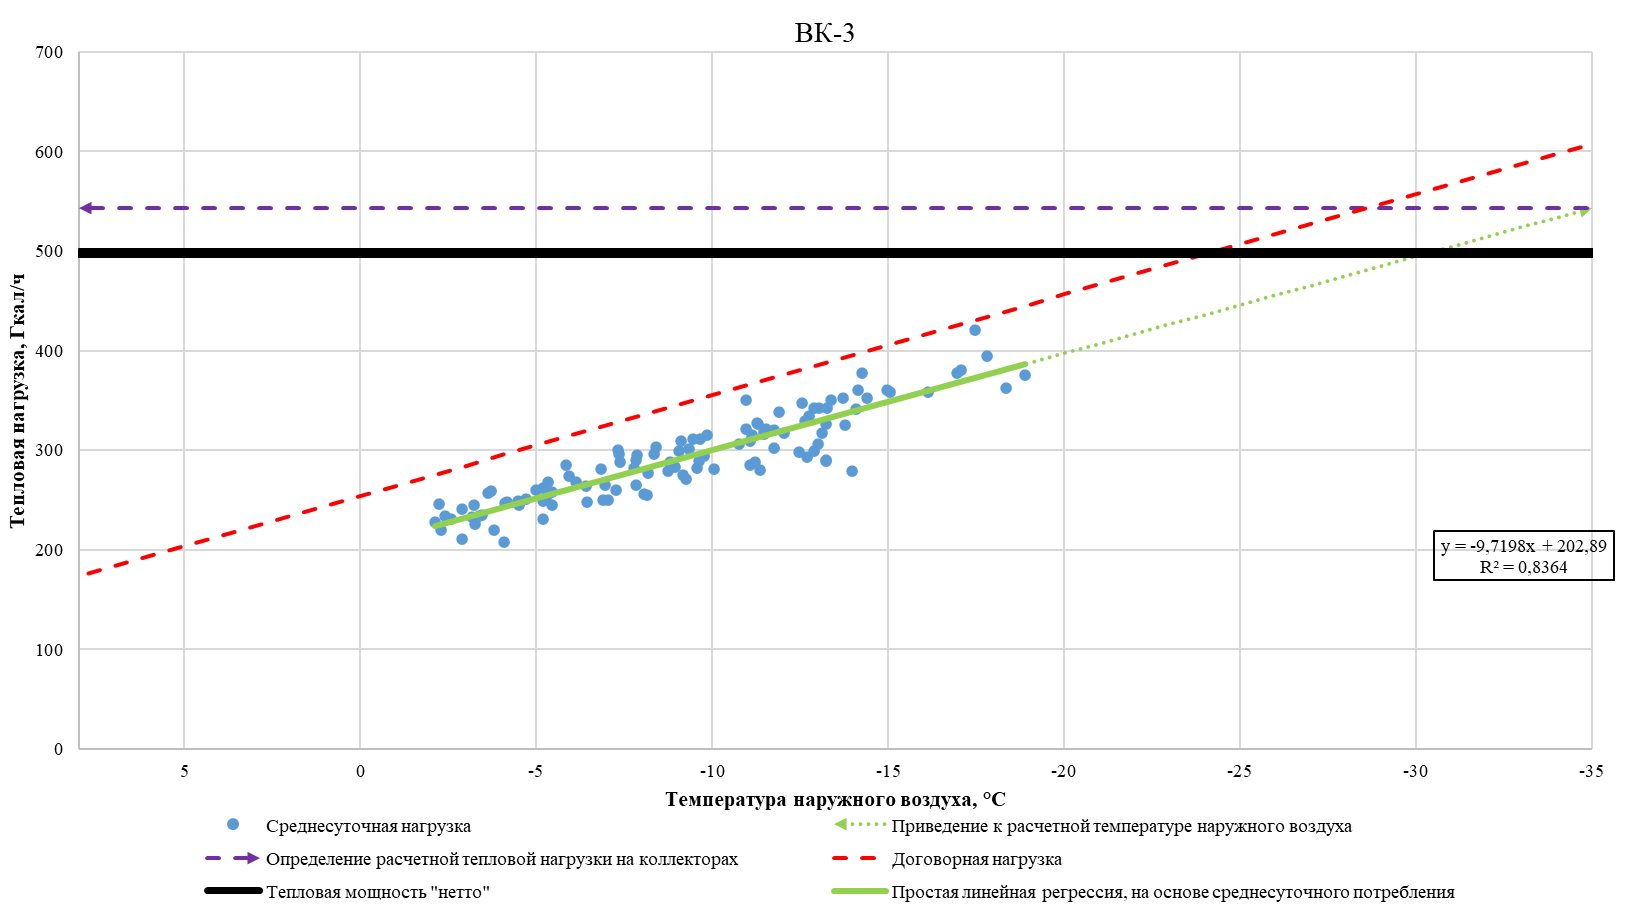 ВК-3
700
600
500
400
300
200
100
0
Тепловая нагрузка, Гкал/ч
y = -9,7198x + 202,89
R² = 0,8364
5 0 -5 -10 -15 -20 -25 -30 -35
Температура наружного воздуха, °С
Среднесуточная нагрузка
Приведение к расчетной температуре наружного воздуха
Определение расчетной тепловой нагрузки на коллекторах
Договорная нагрузка
Тепловая мощность "нетто"
Простая линейная регрессия, на основе среднесуточного потребления